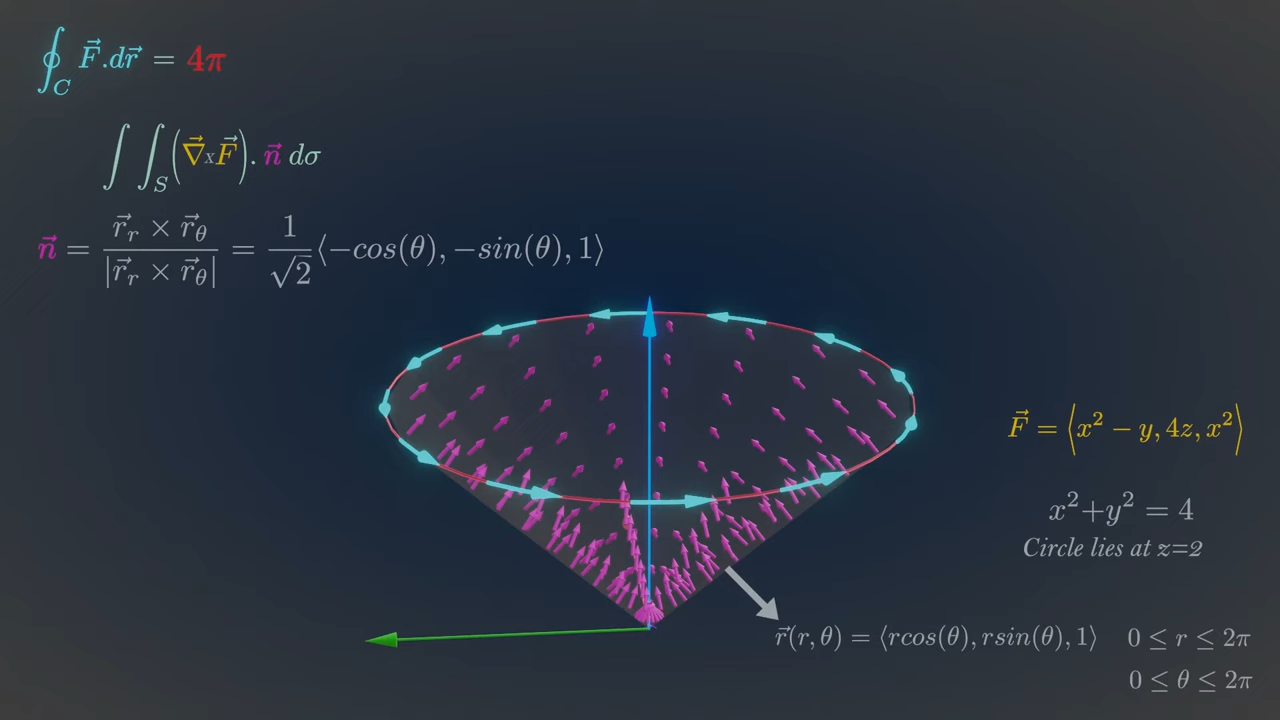 ∮_C F⃗.dr⃗ = 4π
∫∫_S (∇⃗xF⃗). n⃗ dσ
n⃗ = (r⃗_r × r⃗_θ)/|r⃗_r × r⃗_θ| = 1/√2 ⟨−cos(θ), −sin(θ), 1⟩
F⃗ = ⟨x² − y, 4z, x²⟩
x²+y² = 4
Circle lies at z=2
r⃗(r, θ) = ⟨rcos(θ), rsin(θ), 1⟩ 0 ≤ r ≤ 2π
0 ≤ θ ≤ 2π